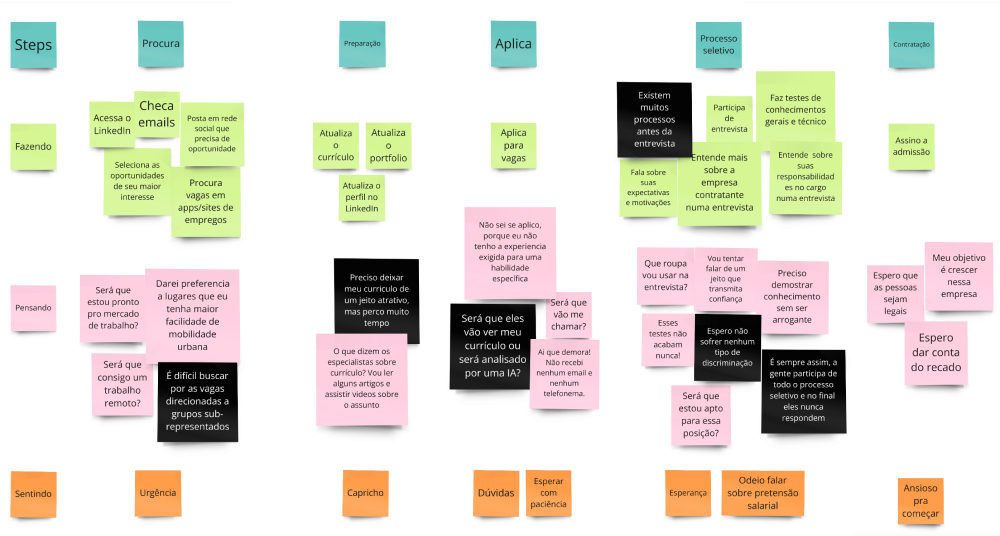 Steps
Procura
Preparação
Aplica
Processo
seletivo
Contratação
Fazendo
Acessa o
LinkedIn
Checa
emails
Posta em rede
social que
precisa de
oportunidade
Seleciona as
oportunidades
de seu maior
interesse
Procura
vagas em
apps/sites de
empregos
Atualiza
o
currículo
Atualiza
o
portfolio
Atualiza o
perfil no
LinkedIn
Aplica
para
vagas
Existem
muitos
processos
antes da
entrevista
Participa
de
entrevista
Faz testes de
conhecimentos
gerais e técnico
Fala sobre
suas
expectativas
e motivações
Entende mais
sobre a
empresa
contratante
numa entrevista
Entende sobre
sua
responsabilidad
es no cargo
numa entrevista
Assino a
admissão
Pensando
Será que
estou pronto
pro mercado
de trabalho?
Darei preferencia
a lugares que eu
tenha maior
facilidade de
mobilidade
urbana
Será que
consigo um
trabalho
remoto?
É difícil buscar
por as vagas
direcionadas a
grupos sub-
representados
Preciso deixar
meu curriculo de
um jeito atrativo,
mas perco muito
tempo
O que dizem os
especialistas sobre
currículo? Vou ler
alguns artigos e
assistir videos sobre
o assunto
Não sei se aplico,
porque eu não
tenho a experiencia
exigida para uma
habilidade
específica
Será que eles
vão ver meu
currículo ou
será analisado
por uma IA?
Será que
vão me
chamar?
Ai que demora!
Não recebi
nenhum email e
nenhum
telefonema.
Que roupa
vou usar na
entrevista?
Vou tentar
falar de um
jeito que
transmita
confiança
Preciso
demostrar
conhecimento
sem ser
arrogante
Esses
testes não
acabam
nunca!
Espero não
sofrer nenhum
tipo de
discriminação
É sempre assim, a
gente participa de
todo o processo
seletivo e no final
eles nunca
respondem
Será que
estou apto
para essa
posição?
Espero que
as pessoas
sejam
legais
Meu objetivo
é crescer
nessa
empresa
Espero
dar conta
do recado
Sentindo
Urgência
Capricho
Dúvidas
Esperar
com
paciência
Esperança
Odeio falar
sobre pretensão
salarial
Ansioso
pra
começar